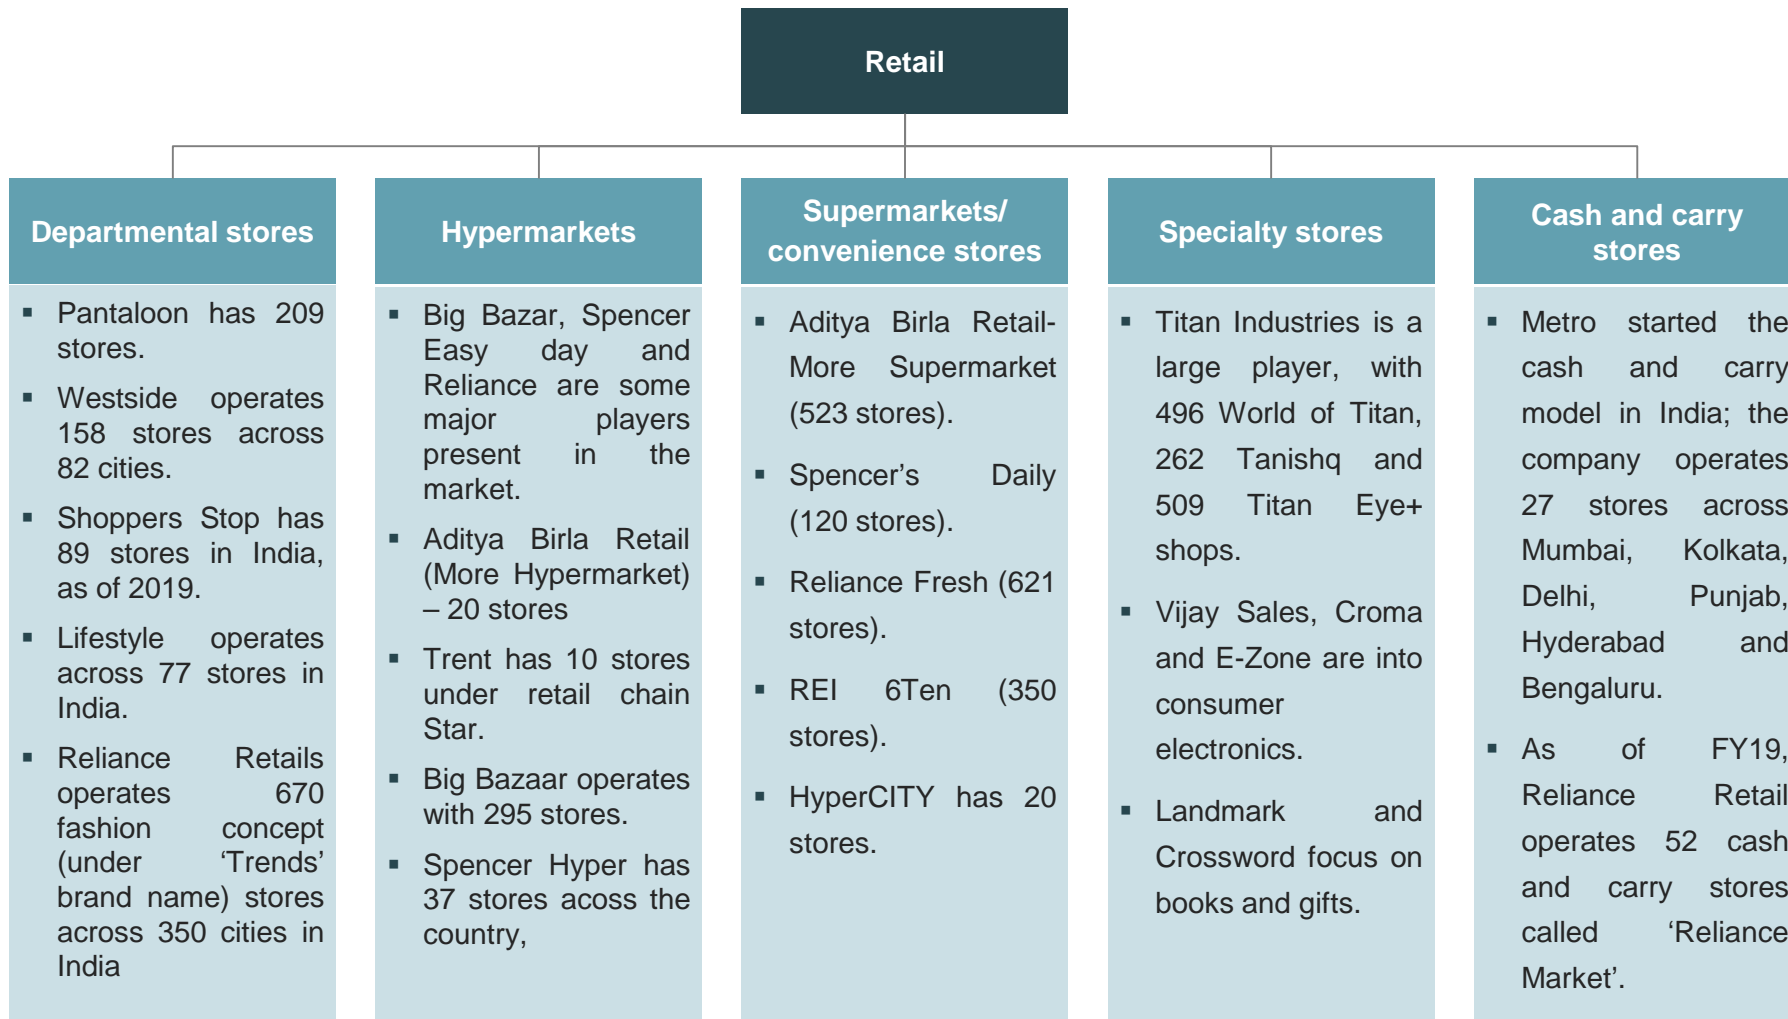 Retail
Departmental stores
▪ Pantaloon has 209
stores.
▪ Westside operates
158 stores across
82 cities.
▪ Shoppers Stop has
89 stores in India,
as of 2019.
▪ Lifestyle operates
across 77 stores in
India.
▪ Reliance Retails
operates 670
fashion concept
(under ‘Trends’
brand name) stores
across 350 cities in
India
Hypermarkets
▪ Big Bazar, Spencer
Easy day and
Reliance are some
major players
present in the
market.
▪ Aditya Birla Retail
(More Hypermarket)
– 20 stores
▪ Trent has 10 stores
under retail chain
Star.
▪ Big Bazaar operates
with 295 stores.
▪ Spencer Hyper has
37 stores acoss the
country,
Supermarkets/
convenience stores
▪ Aditya Birla Retail-
More Supermarket
(523 stores).
▪ Spencer’s Daily
(120 stores).
▪ Reliance Fresh (621
stores).
▪ REI 6Ten (350
stores).
▪ HyperCITY has 20
stores.
Specialty stores
▪ Titan Industries is a
large player, with
496 World of Titan,
262 Tanishq and
509 Titan Eye+
shops.
▪ Vijay Sales, Croma
and E-Zone are into
consumer
electronics.
▪ Landmark and
Crossword focus on
books and gifts.
Cash and carry
stores
▪ Metro started the
cash and carry
model in India; the
company operates
27 stores across
Mumbai, Kolkata,
Delhi, Punjab,
Hyderabad and
Bengaluru.
▪ As of FY19,
Reliance Retail
operates 52 cash
and carry stores
called ‘Reliance
Market’.